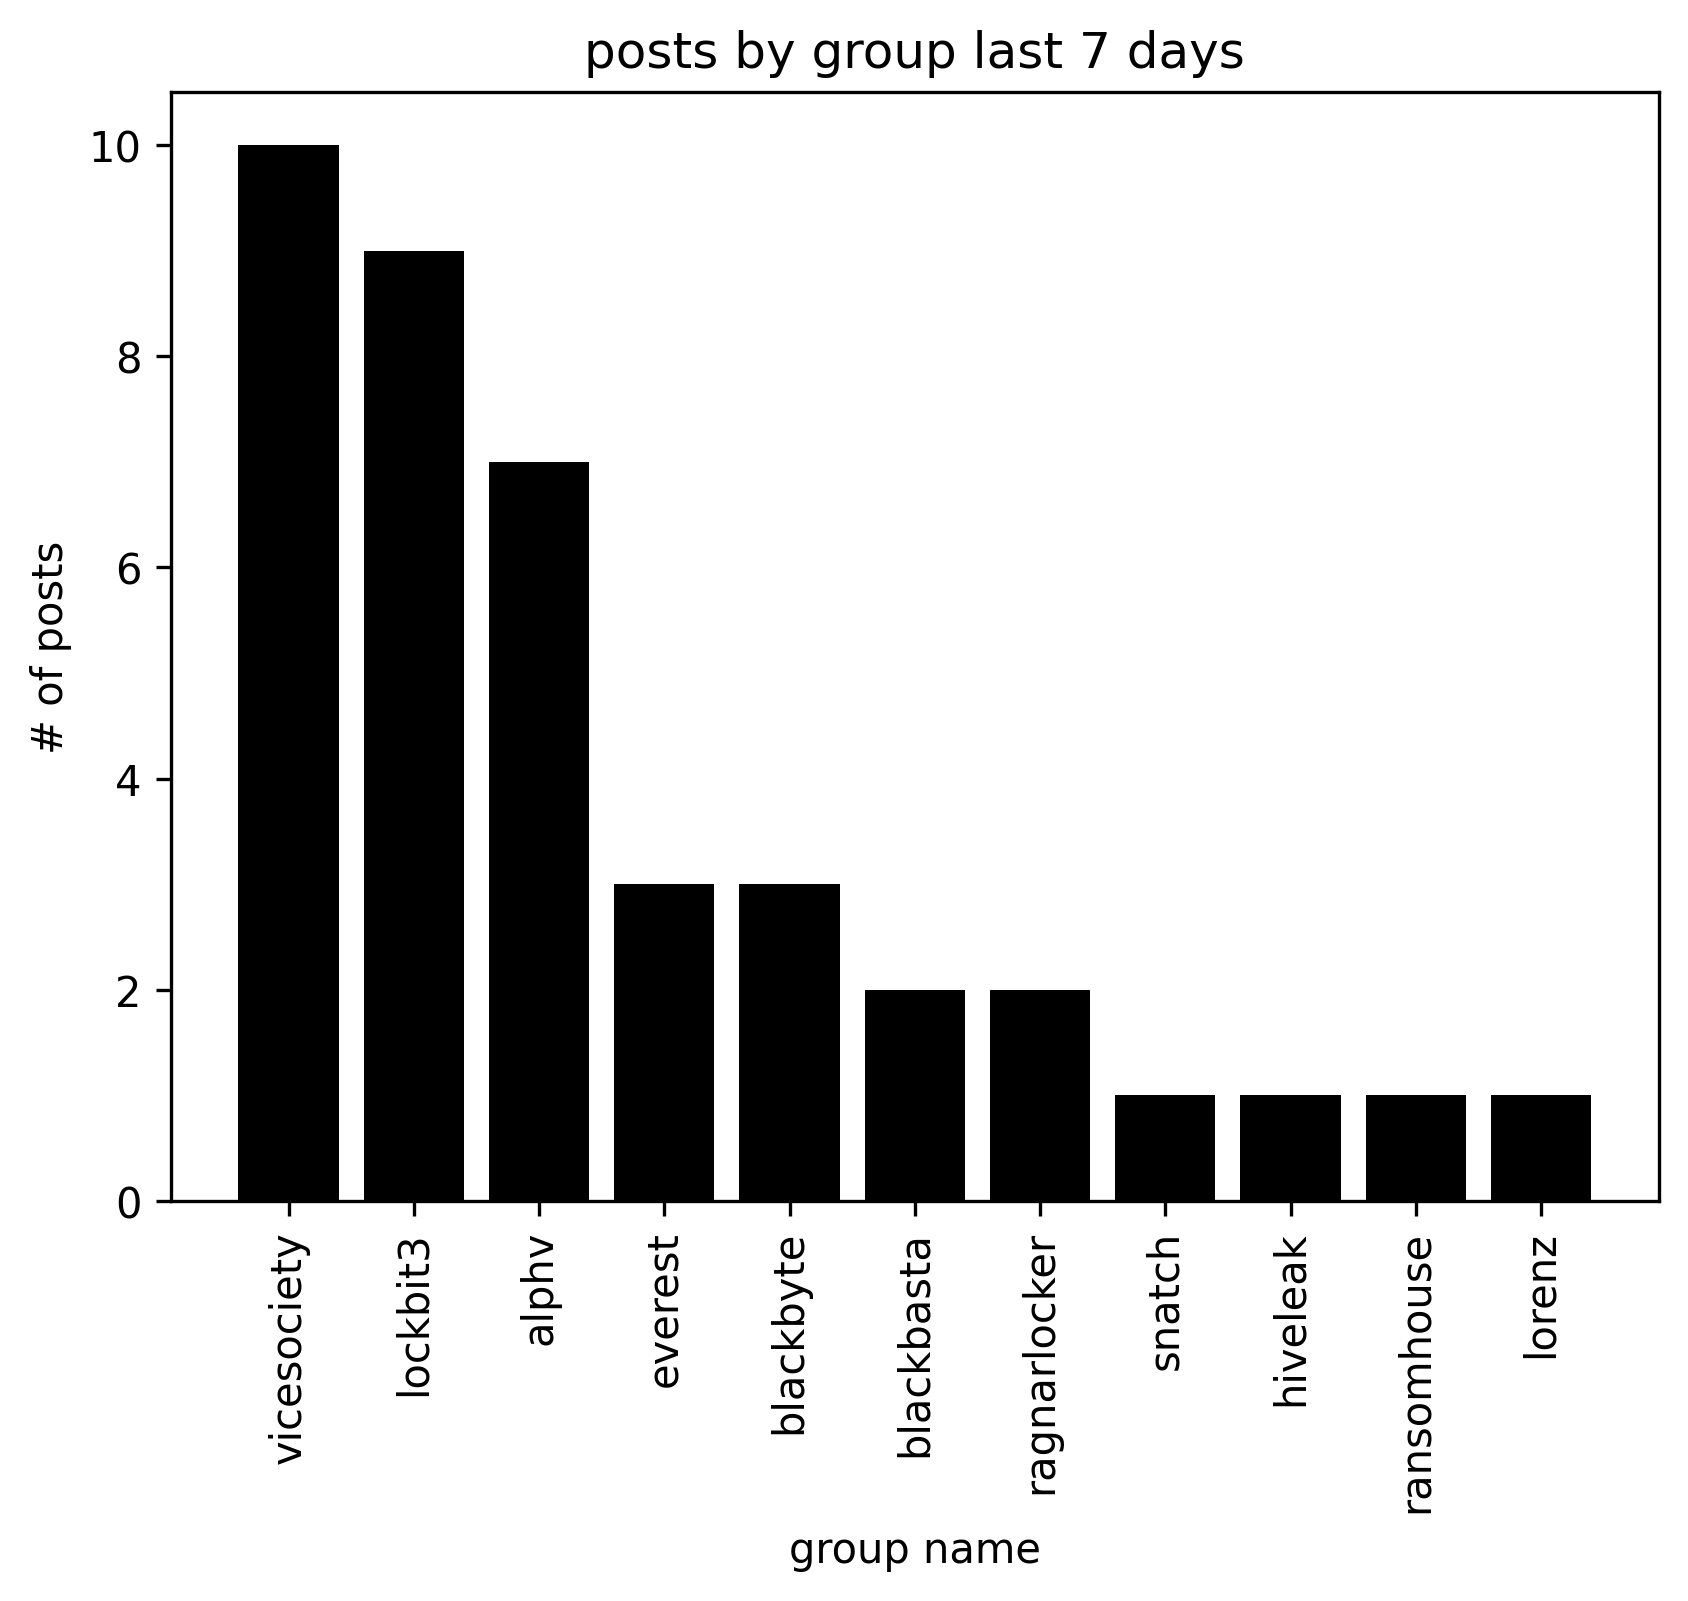 posts by group last 7 days
# of posts
10
8
6
4
2
0
vicesociety
lockbit3
alphv
everest
blackbyte
blackbasta
ragnarlocker
snatch
hiveleak
ransomhouse
lorenz
group name